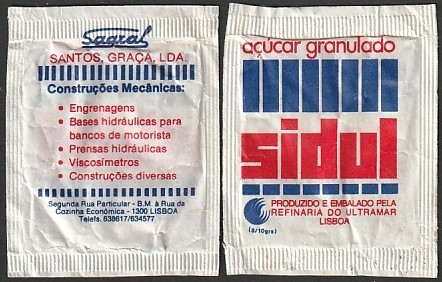 Sagral
SANTOS, GRAÇA, LDA.
Construções Mecânicas:
• Engrenagens
• Bases hidráulicas para
bancos de motorista
• Prensas hidráulicas
• Viscosímetros
• Construções diversas
Segunda Rua Particular - B.M. à Rua da
Cozinha Económica - 1300 LISBOA
Telefs. 638617/634577
açúcar granulado
sidul
PRODUZIDO E EMBALADO PELA
REFINARIA DO ULTRAMAR
LISBOA
(8/10grs)